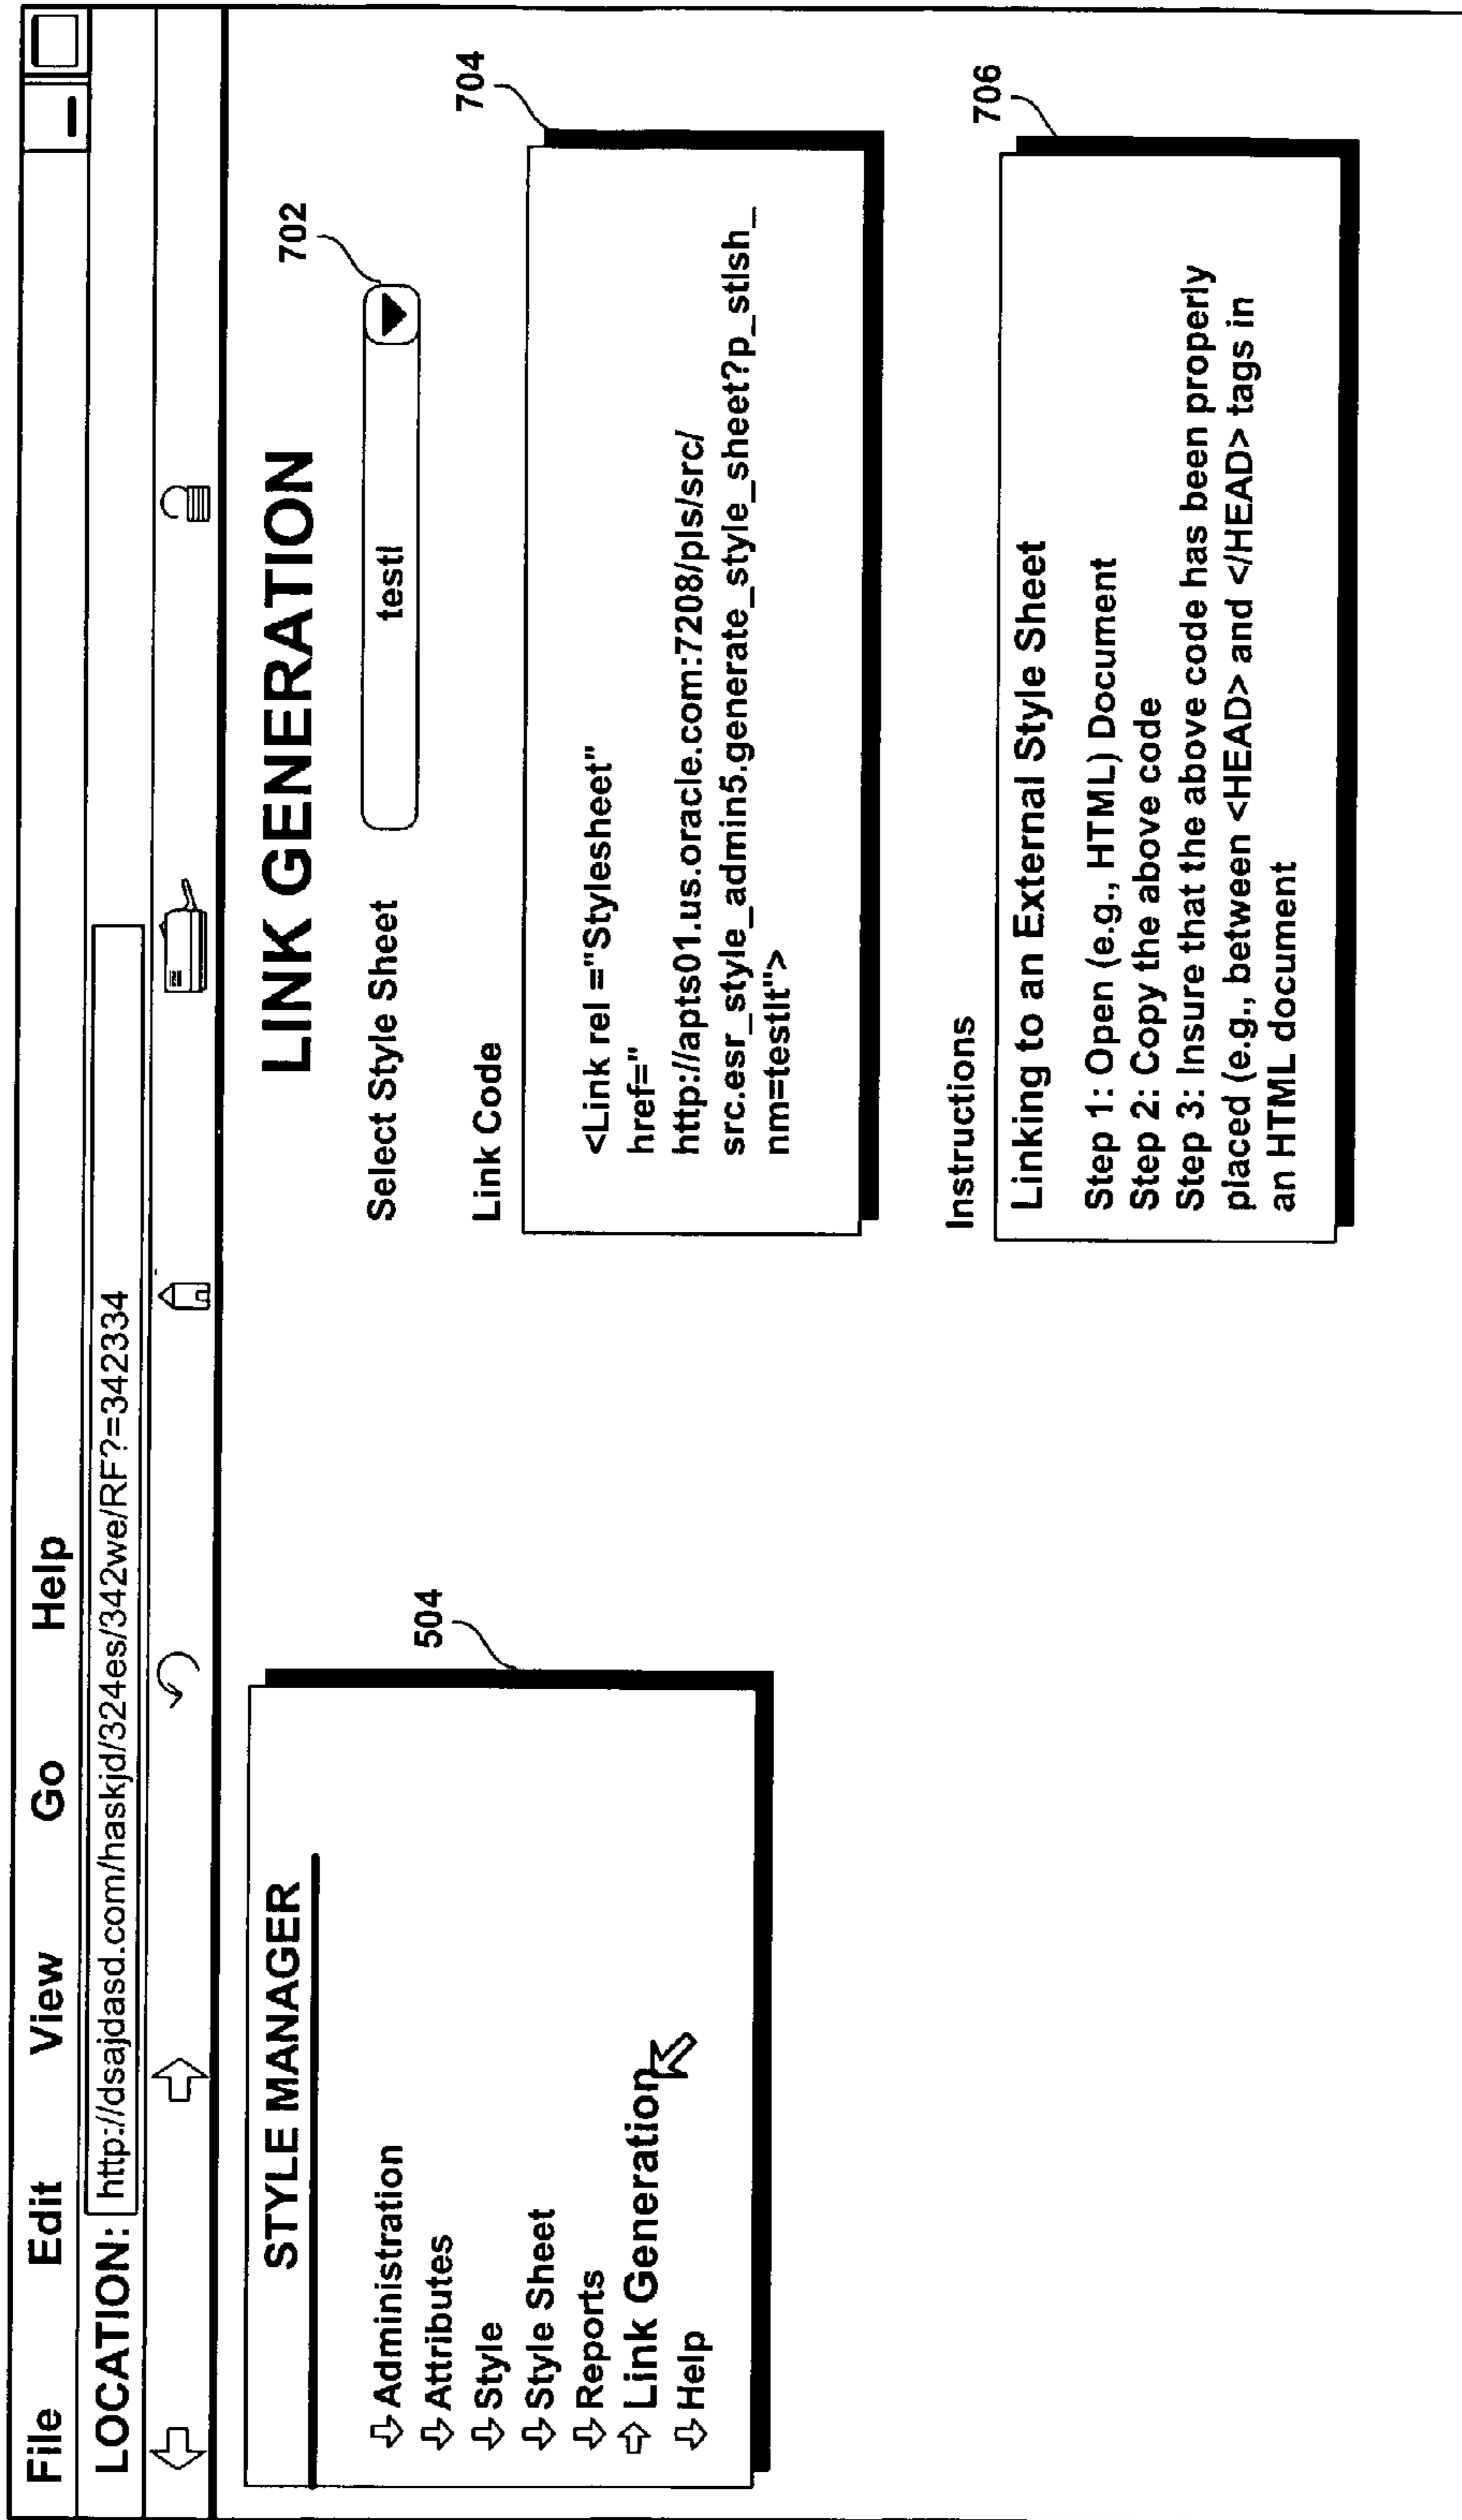 File Edit View Go Help
LOCATION: http://dsajdasd.com/haskjd/324es/342we/RF?=342334
STYLE MANAGER
504
Administration
Attributes
Style
Style Sheet
Reports
Link Generation
Help
LINK GENERATION
702
Select Style Sheet testl
Link Code
704
<Link rel ="Stylesheet"
href="
http://apts01.us.oracle.com:7208/pls/src/
src.esr_style_admin5.generate_style_sheet?p_stlsh_
nm=testlt">
Instructions
706
Linking to an External Style Sheet
Step 1: Open (e.g., HTML) Document
Step 2: Copy the above code
Step 3: Insure that the above code has been properly
placed (e.g., between <HEAD> and </HEAD> tags in
an HTML document